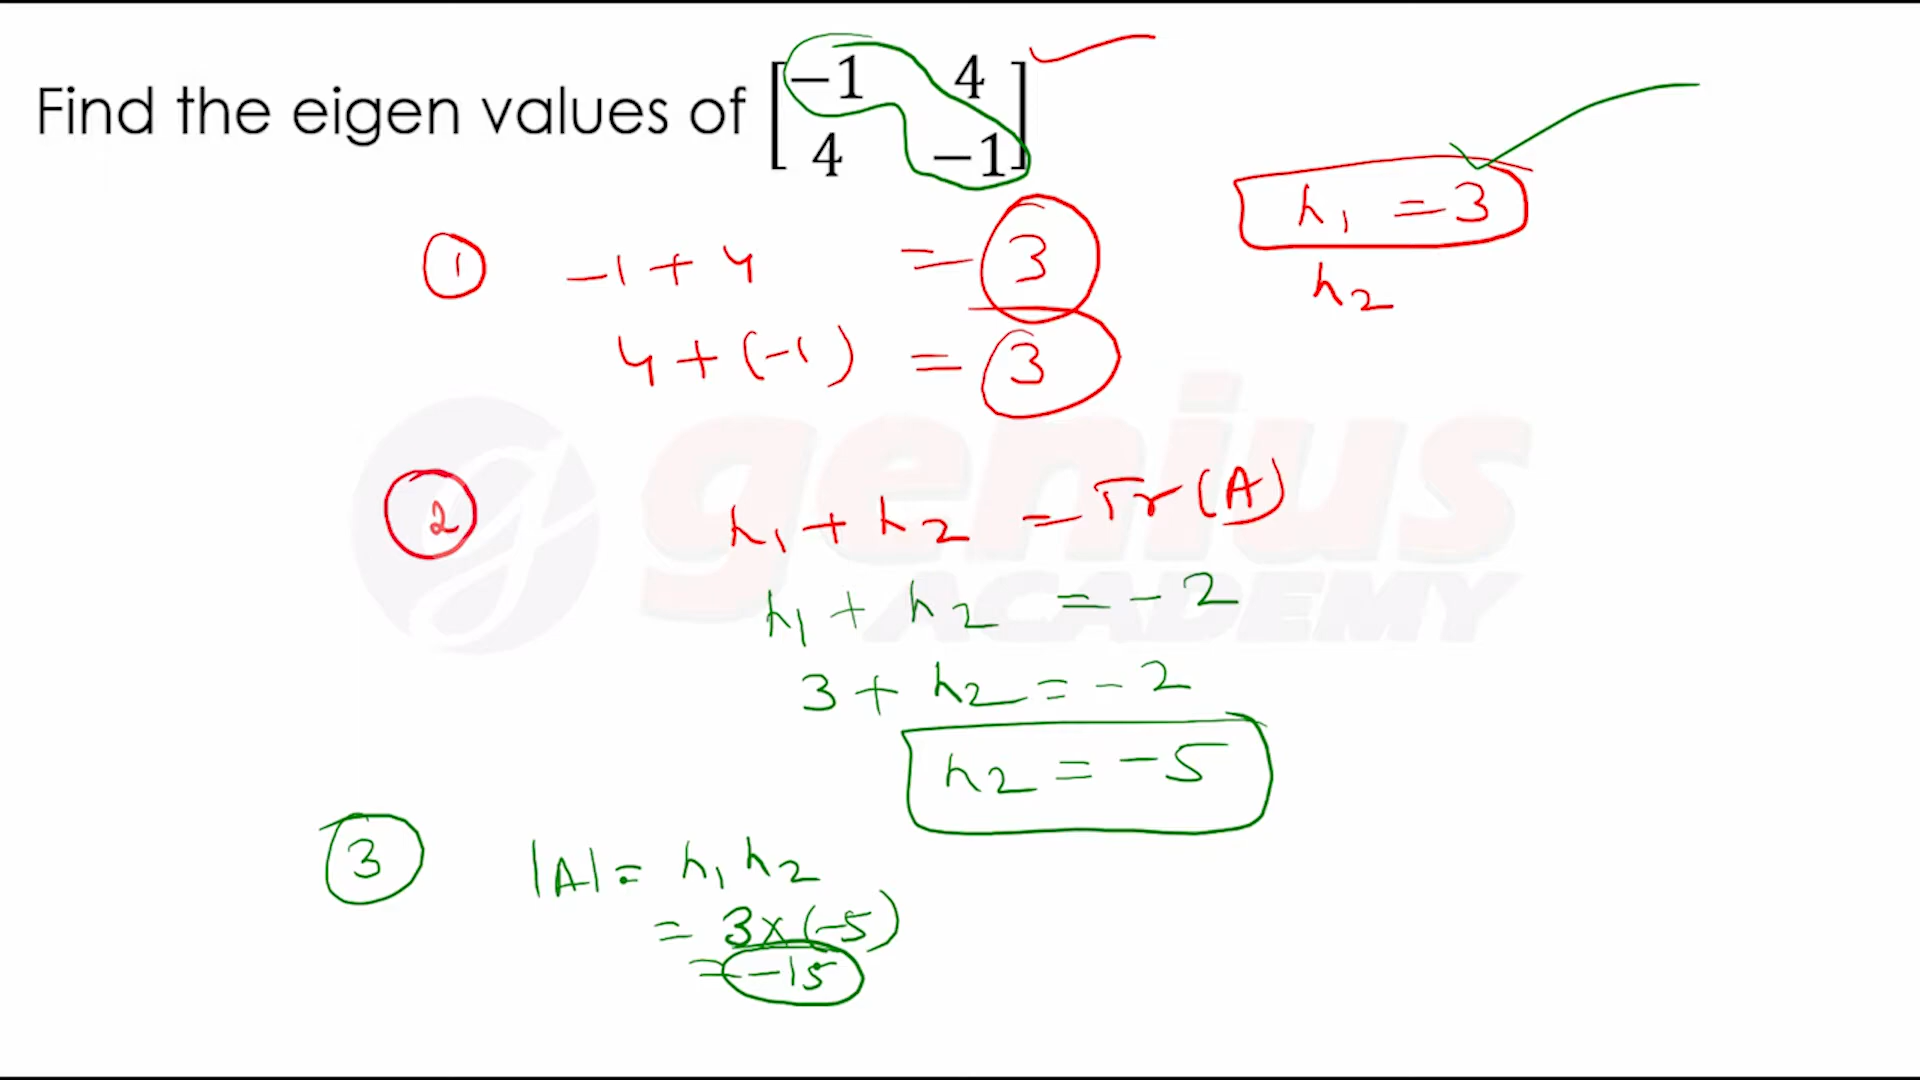 Find the eigen values of [−1 4
4 −1]
λ1 = 3
λ2
① -1 + 4 = 3
4 + (-1) = 3
genius
ACADEMY
② λ1 + λ2 = Tr(A)
λ1 + λ2 = -2
3 + λ2 = -2
λ2 = -5
③ |A| = λ1 λ2
= 3x(-5)
= -15